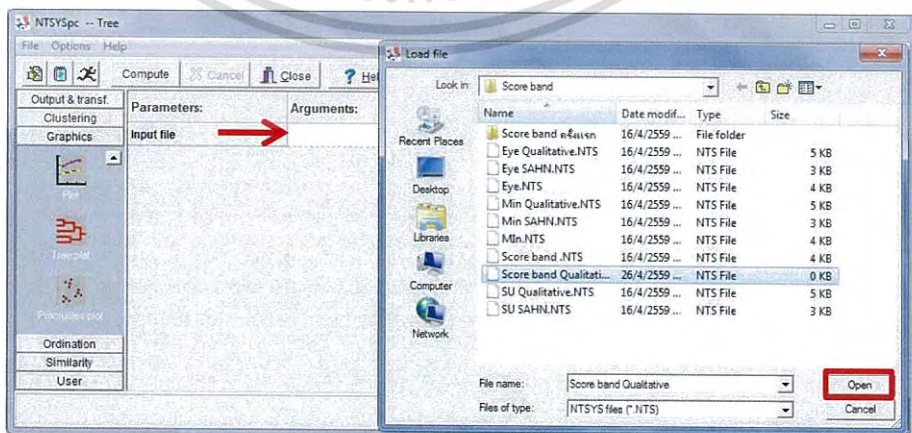 NTSYSpc -- Tree
File Options Help
Compute Cancel Close ? Hel
Output & transf.
Clustering
Graphics
Plot
Tree plot
Procrustes plot
Ordination
Similarity
User
Parameters: Arguments:
Input file
Load file
Look in: Score band
Recent Places
Desktop
Libraries
Computer
Network
Name Date modif... Type Size
Score band ครั้งแรก 16/4/2559 ... File folder
Eye Qualitative.NTS 16/4/2559 ... NTS File 5 KB
Eye SAHN.NTS 16/4/2559 ... NTS File 3 KB
Eye.NTS 16/4/2559 ... NTS File 4 KB
Min Qualitative.NTS 16/4/2559 ... NTS File 5 KB
Min SAHN.NTS 16/4/2559 ... NTS File 3 KB
MIn.NTS 16/4/2559 ... NTS File 4 KB
Score band .NTS 16/4/2559 ... NTS File 4 KB
Score band Qualitati... 26/4/2559 ... NTS File 0 KB
SU Qualitative.NTS 16/4/2559 ... NTS File 5 KB
SU SAHN.NTS 16/4/2559 ... NTS File 3 KB
File name: Score band Qualitative Open
Files of type: NTSYS files (*.NTS) Cancel